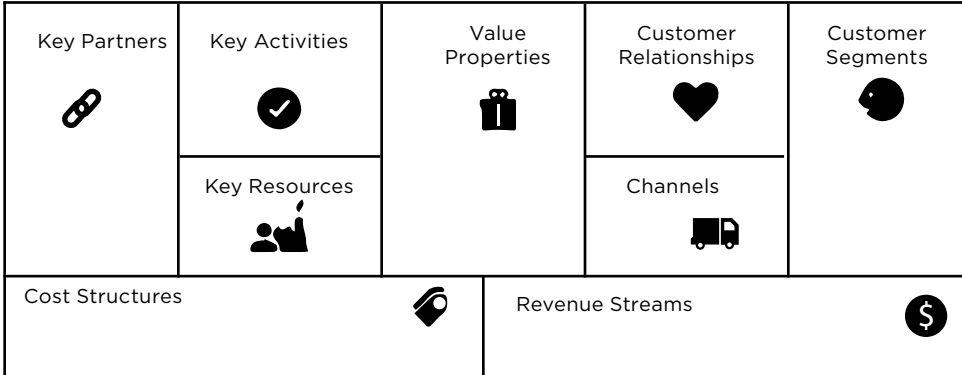 Key Partners
Key Activities
Value
Properties
Customer
Relationships
Customer
Segments
Key Resources
Channels
Cost Structures
Revenue Streams
$